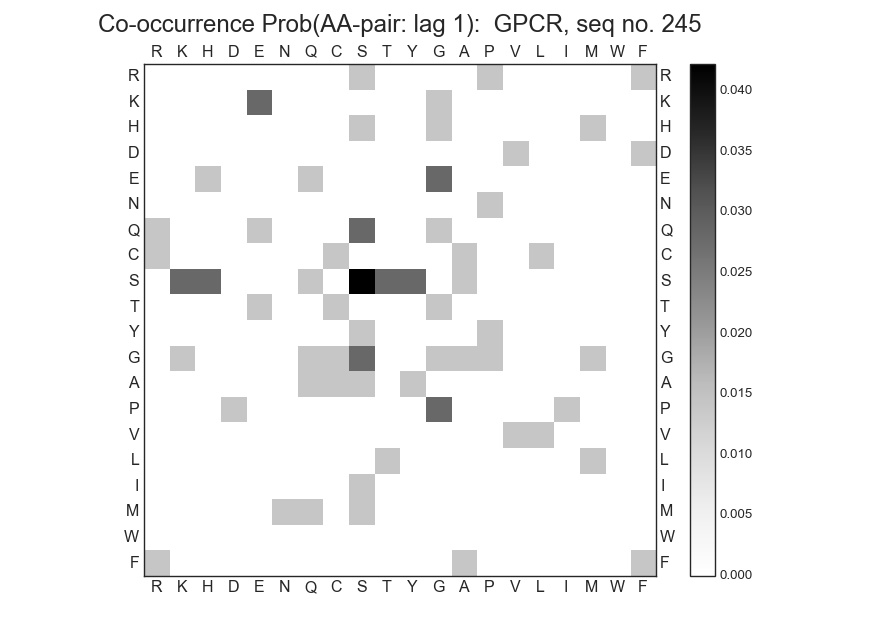 Co-occurrence Prob(AA-pair: lag 1):  GPCR, seq no. 245
R K H D E N Q C S T Y G A P V L I M W F
R R 0.040
K K
H H 0.035
D D
E E 0.030
N N
Q Q
C C 0.025
S S
T T 0.020
Y Y
G G 0.015
A A
P P
V V 0.010
L L
I I 0.005
M M
W W
F F 0.000
R K H D E N Q C S T Y G A P V L I M W F